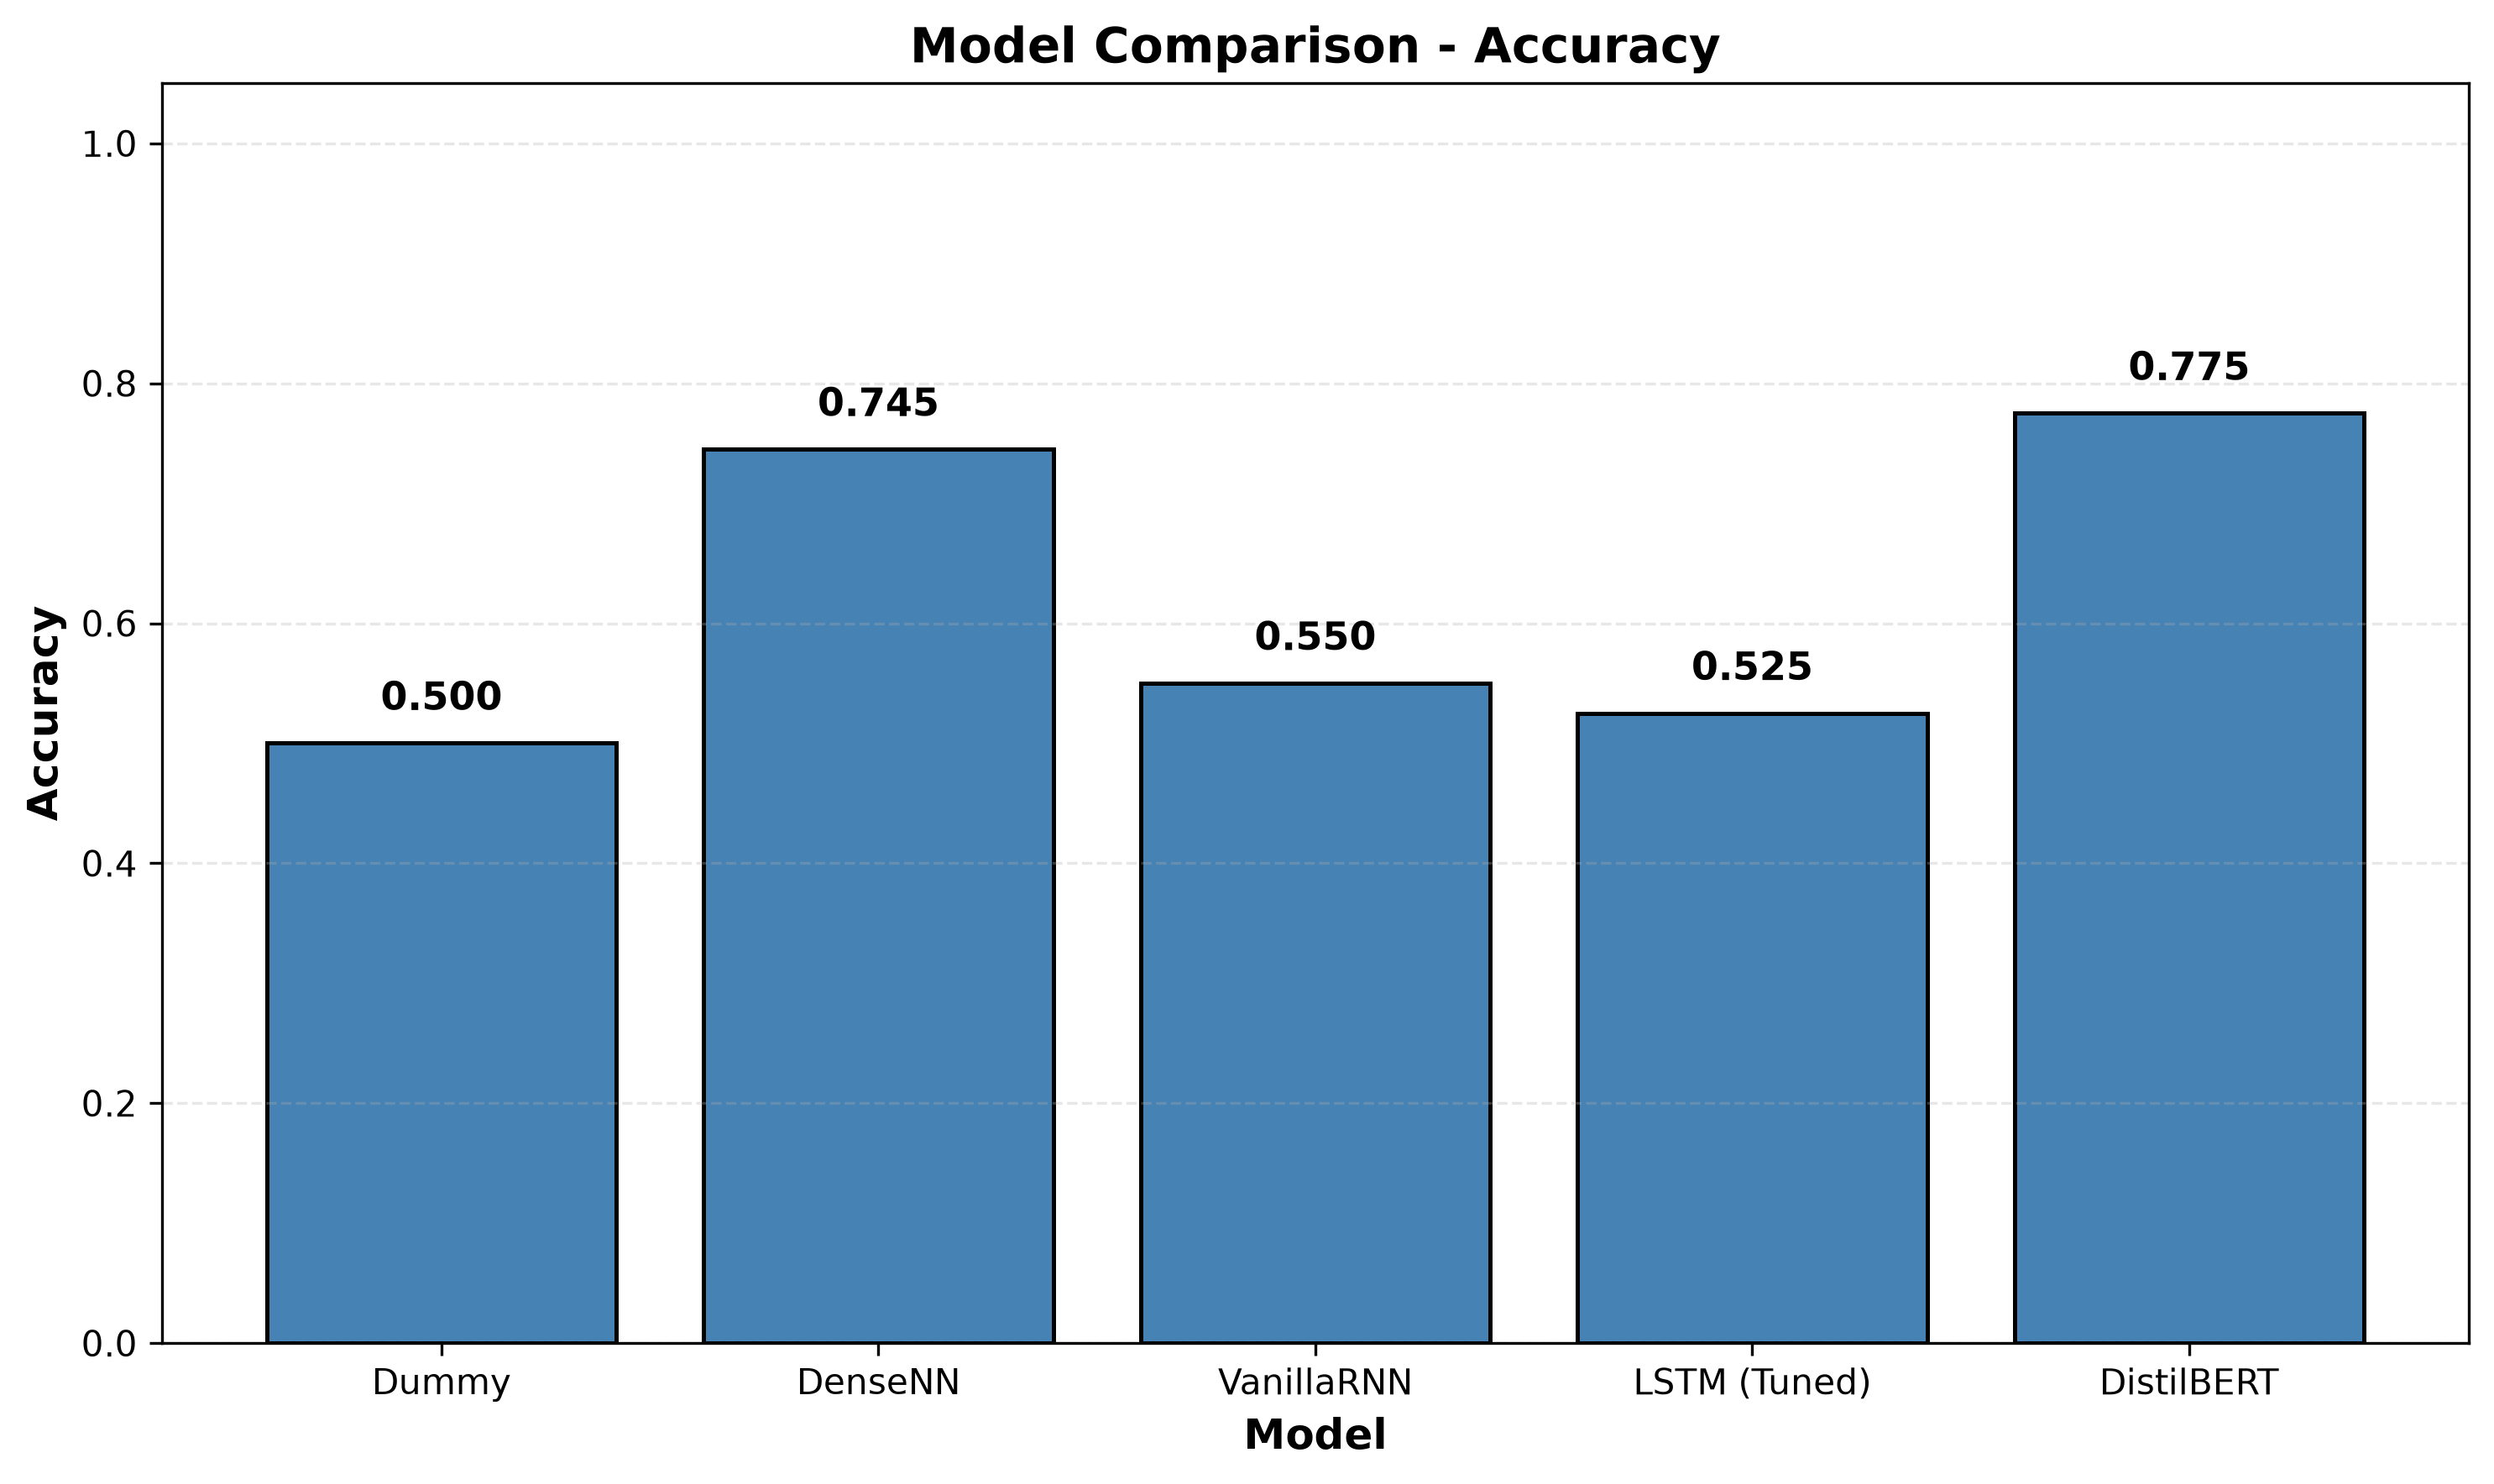 Model Comparison - Accuracy
1.0
0.8
0.6
0.4
0.2
0.0
Accuracy
0.500
0.745
0.550
0.525
0.775
Dummy
DenseNN
VanillaRNN
LSTM (Tuned)
DistilBERT
Model